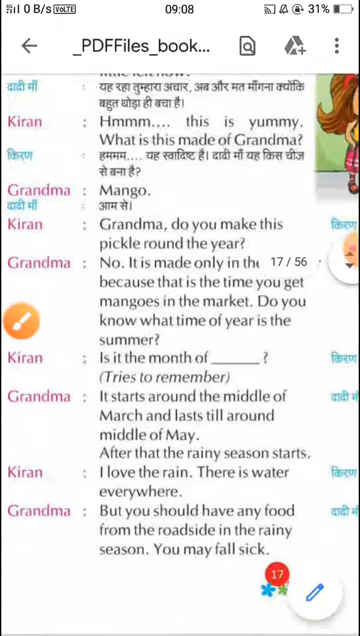 0 B/s VoLTE 09:08 31%
_PDFFiles_book...
दादी माँ : यह रहा तुम्हारा अचार, अब और मत माँगना क्योंकि
बहुत थोड़ा ही बचा है।
Kiran : Hmmm.... this is yummy.
What is this made of Grandma?
किरण : हममम.... यह स्वादिष्ट है। दादी माँ यह किस चीज
से बना है?
Grandma : Mango.
दादी माँ : आम से।
Kiran : Grandma, do you make this किरण
pickle round the year?
Grandma : No. It is made only in the 17 / 56
because that is the time you get
mangoes in the market. Do you
know what time of year is the
summer?
Kiran : Is it the month of ______ ? किरण
(Tries to remember)
Grandma : It starts around the middle of दादी माँ
March and lasts till around
middle of May.
After that the rainy season starts.
Kiran : I love the rain. There is water किरण
everywhere.
Grandma : But you should have any food दादी माँ
from the roadside in the rainy
season. You may fall sick.
17